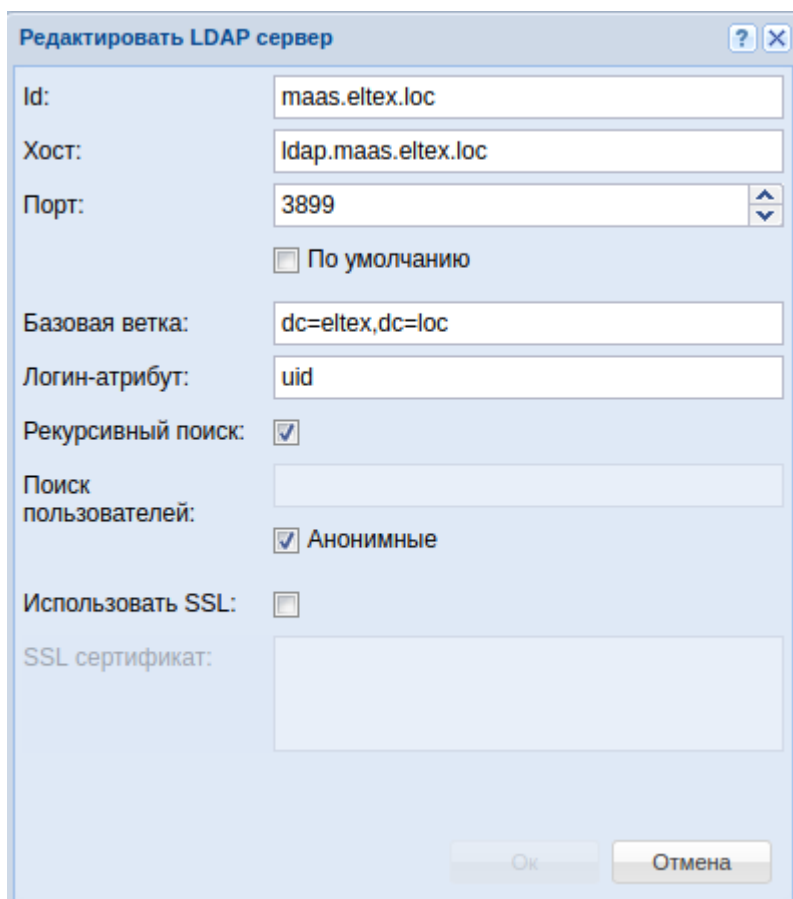 Редактировать LDAP сервер
Id: maas.eltex.loc
Хост: ldap.maas.eltex.loc
Порт: 3899
По умолчанию
Базовая ветка: dc=eltex,dc=loc
Логин-атрибут: uid
Рекурсивный поиск:
Поиск
пользователей:
Анонимные
Использовать SSL:
SSL сертификат:
Ок Отмена